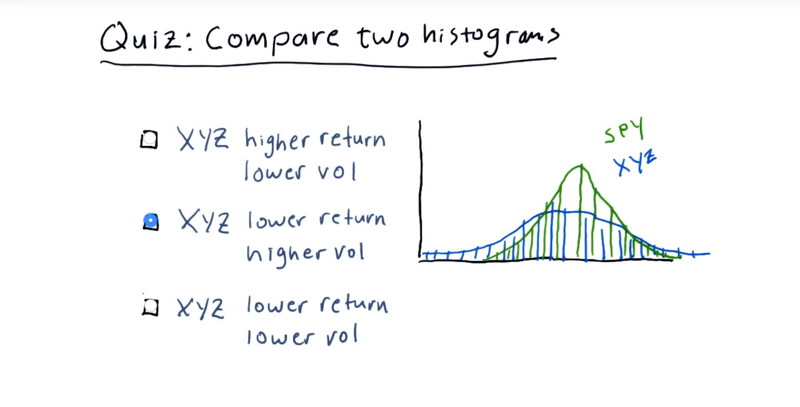 Quiz: Compare two histograms
XYZ higher return
lower vol
XYZ lower return
higher vol
XYZ lower return
lower vol
SPY
XYZ